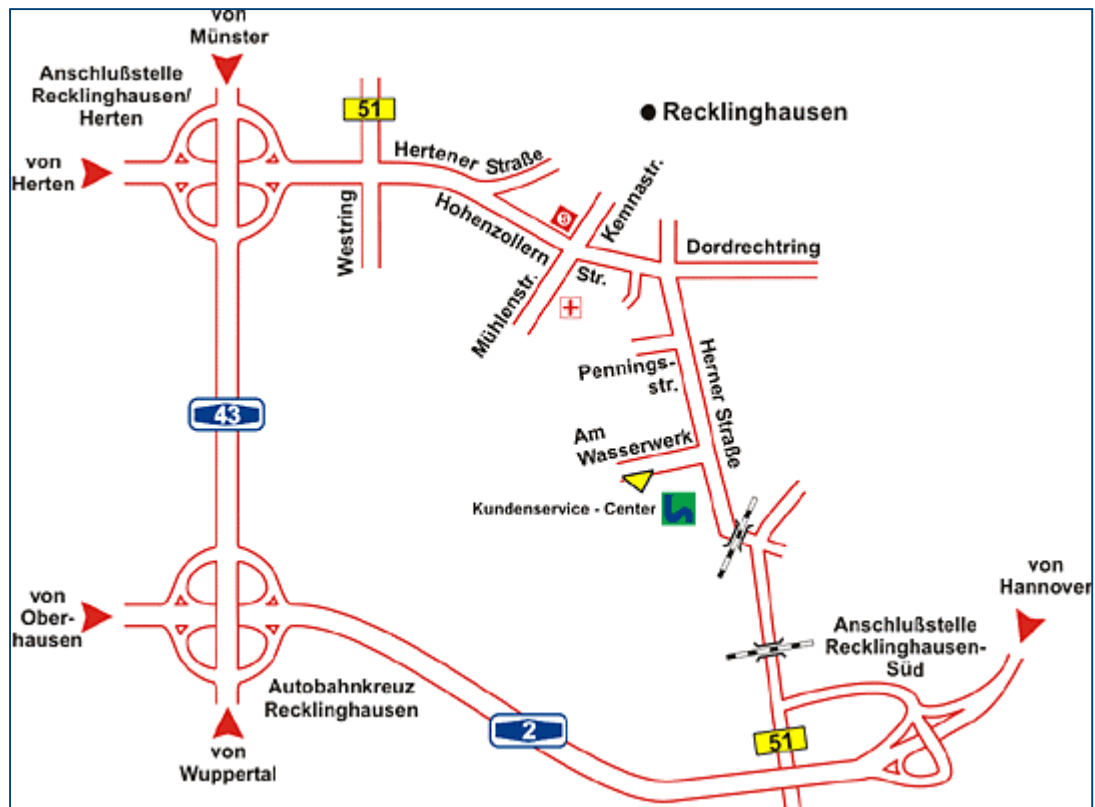 von
Münster
Anschlußstelle
Recklinghausen/
Herten
51
Recklinghausen
von
Herten
Hertener Straße
Westring
Hohenzollern
Str.
S
Kemnastr.
Mühlenstr.
Dordrechtring
Pennings-
str.
Herner Straße
43
Am
Wasserwerk
Kundenservice - Center
von
Ober-
hausen
von
Hannover
Anschlußstelle
Recklinghausen-
Süd
Autobahnkreuz
Recklinghausen
2
51
von
Wuppertal